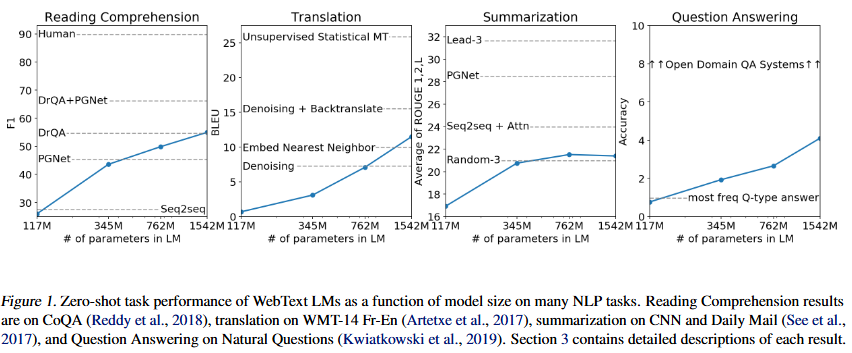 Reading Comprehension
90
80
70
60
50
40
30
F1
Human
DrQA+PGNet
DrQA
PGNet
Seq2seq
117M
345M
762M
1542M
# of parameters in LM
Translation
25
20
15
10
5
0
BLEU
Unsupervised Statistical MT
Denoising + Backtranslate
Embed Nearest Neighbor
Denoising
117M
345M
762M
1542M
# of parameters in LM
Summarization
32
30
28
26
24
22
20
18
16
Average of ROUGE 1,2,L
Lead-3
PGNet
Seq2seq + Attn
Random-3
117M
345M
762M
1542M
# of parameters in LM
Question Answering
10
8
6
4
2
0
Accuracy
↑↑Open Domain QA Systems↑↑
most freq Q-type answer
117M
345M
762M
1542M
# of parameters in LM
Figure 1. Zero-shot task performance of WebText LMs as a function of model size on many NLP tasks. Reading Comprehension results
are on CoQA (Reddy et al., 2018), translation on WMT-14 Fr-En (Artetxe et al., 2017), summarization on CNN and Daily Mail (See et al.,
2017), and Question Answering on Natural Questions (Kwiatkowski et al., 2019). Section 3 contains detailed descriptions of each result.